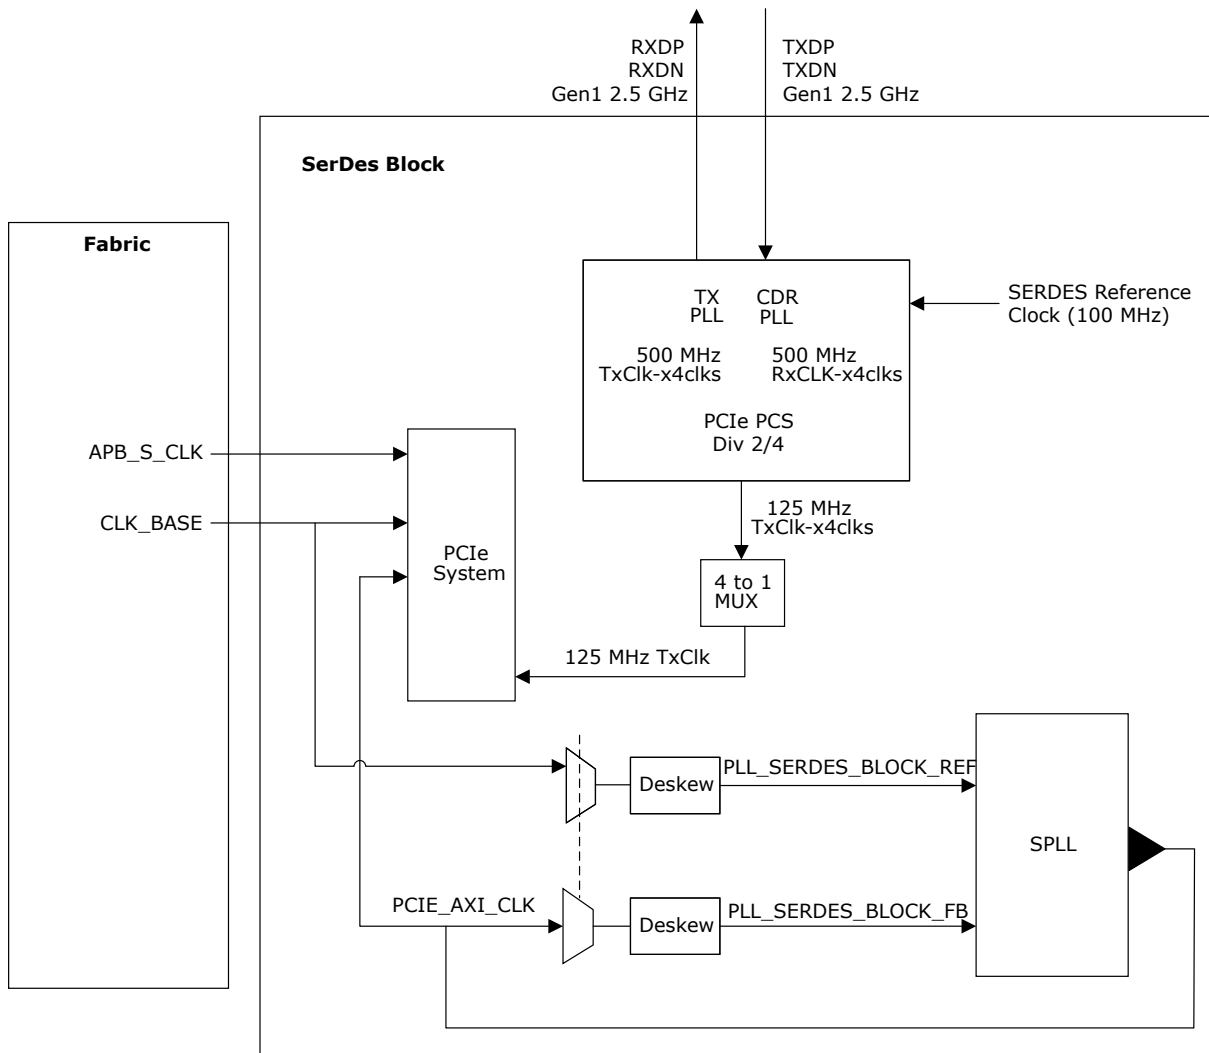 RXDP
RXDN
Gen1 2.5 GHz
TXDP
TXDN
Gen1 2.5 GHz
SerDes Block
Fabric
TX
PLL
CDR
PLL
500 MHz
TxClk-x4clks
500 MHz
RxCLK-x4clks
PCIe PCS
Div 2/4
SERDES Reference
Clock (100 MHz)
APB_S_CLK
CLK_BASE
PCIe
System
125 MHz
TxClk-x4clks
4 to 1
MUX
125 MHz TxClk
Deskew
PLL_SERDES_BLOCK_REF
SPLL
PCIE_AXI_CLK
Deskew
PLL_SERDES_BLOCK_FB